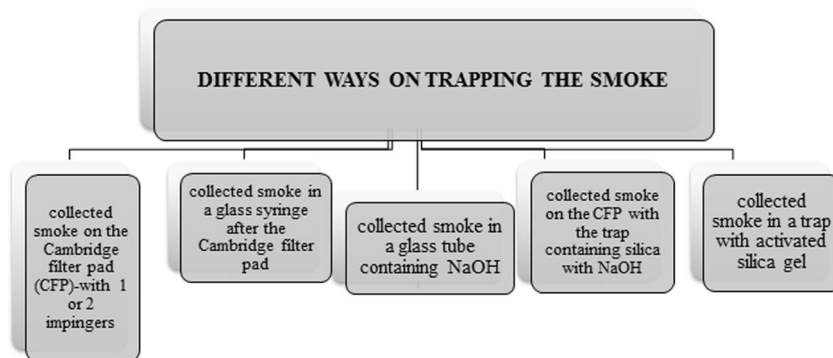 DIFFERENT WAYS ON TRAPPING THE SMOKE
collected
smoke on the
Cambridge
filter pad
(CFP)-with 1
or 2
impingers
collected smoke in
a glass syringe
after the
Cambridge filter
pad
collected smoke in
a glass tube
containing NaOH
collected smoke
on the CFP with
the trap
containing silica
with NaOH
collected
smoke in a trap
with activated
silica gel